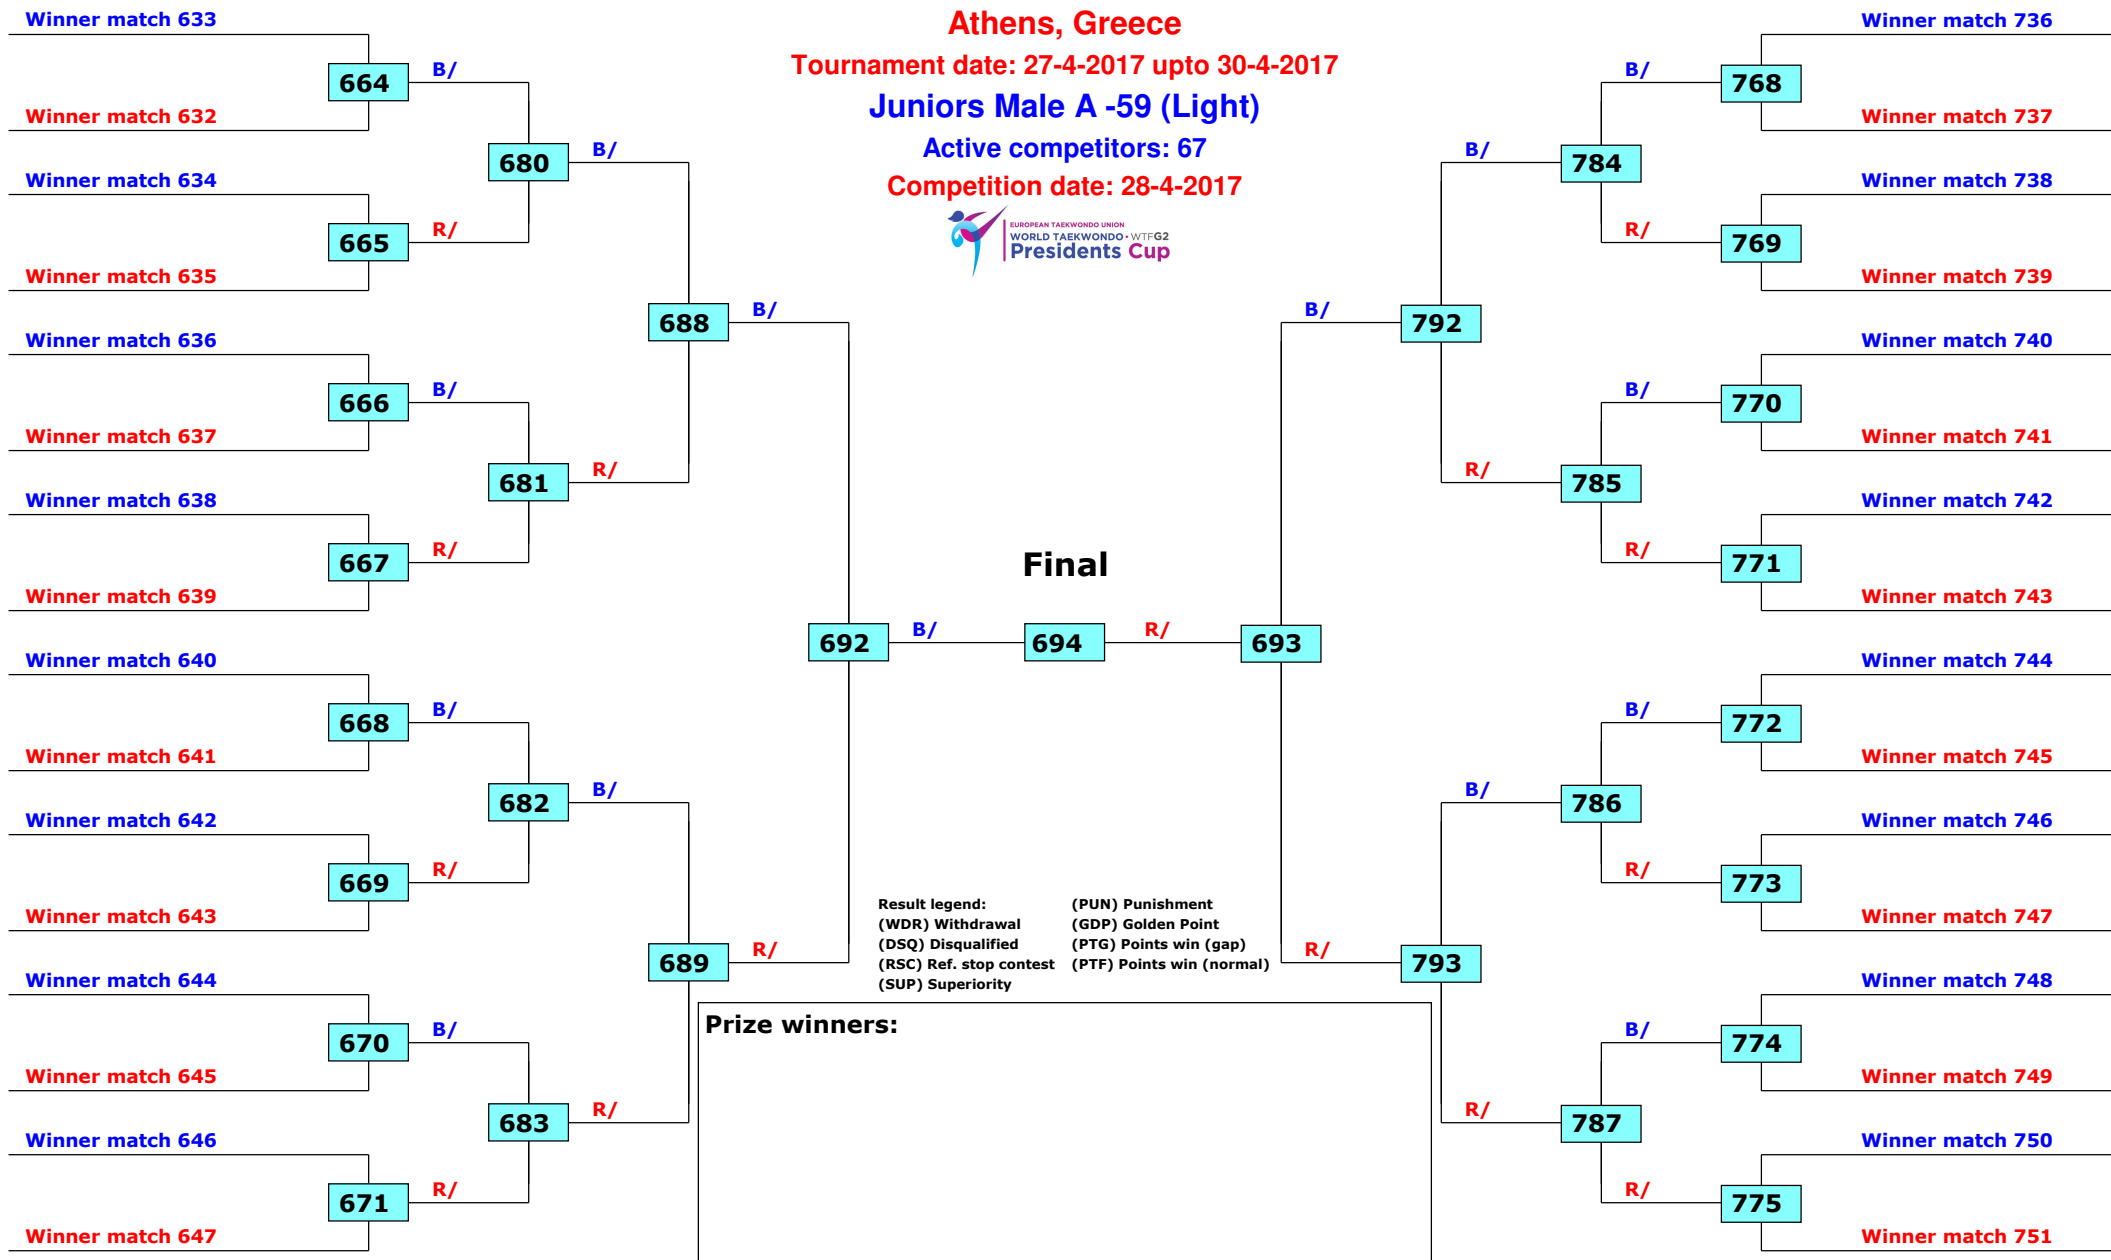 Athens, Greece
Tournament date: 27-4-2017 upto 30-4-2017
Juniors Male A -59 (Light)
Active competitors: 67
Competition date: 28-4-2017
EUROPEAN TAEKWONDO UNION
WORLD TAEKWONDO • WTFG2
Presidents Cup
Winner match 633
664
B/
Winner match 632
680
B/
Winner match 634
665
R/
Winner match 635
688
B/
Winner match 636
666
B/
Winner match 637
681
R/
Winner match 638
667
R/
Winner match 639
692
B/
Winner match 640
668
B/
Winner match 641
682
B/
Winner match 642
669
R/
Winner match 643
689
R/
Winner match 644
670
B/
Winner match 645
683
R/
Winner match 646
671
R/
Winner match 647
Final
694
R/
693
Winner match 736
B/
768
Winner match 737
B/
784
Winner match 738
R/
769
Winner match 739
B/
792
Winner match 740
B/
770
Winner match 741
R/
785
Winner match 742
R/
771
Winner match 743
Winner match 744
B/
772
Winner match 745
B/
786
Winner match 746
R/
773
Winner match 747
R/
793
Winner match 748
B/
774
Winner match 749
R/
787
Winner match 750
R/
775
Winner match 751
Result legend:
(WDR) Withdrawal
(DSQ) Disqualified
(RSC) Ref. stop contest
(SUP) Superiority
(PUN) Punishment
(GDP) Golden Point
(PTG) Points win (gap)
(PTF) Points win (normal)
Prize winners: